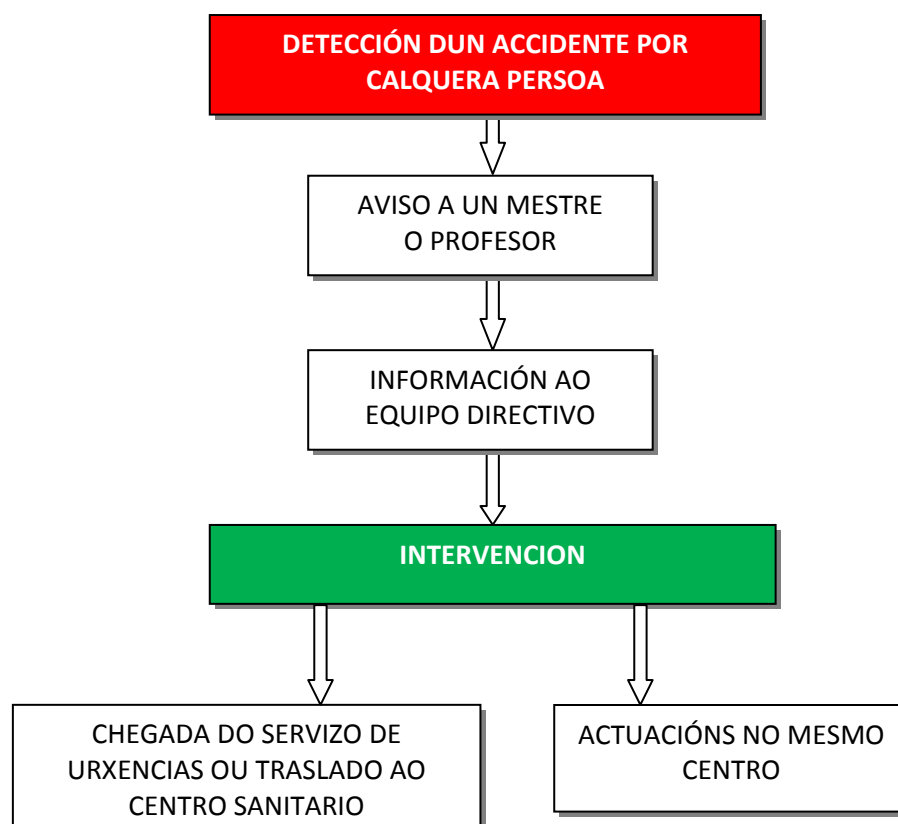 DETECCIÓN DUN ACCIDENTE POR
CALQUERA PERSOA
AVISO A UN MESTRE
O PROFESOR
INFORMACIÓN AO
EQUIPO DIRECTIVO
INTERVENCION
CHEGADA DO SERVIZO DE
URXENCIAS OU TRASLADO AO
CENTRO SANITARIO
ACTUACIÓNS NO MESMO
CENTRO